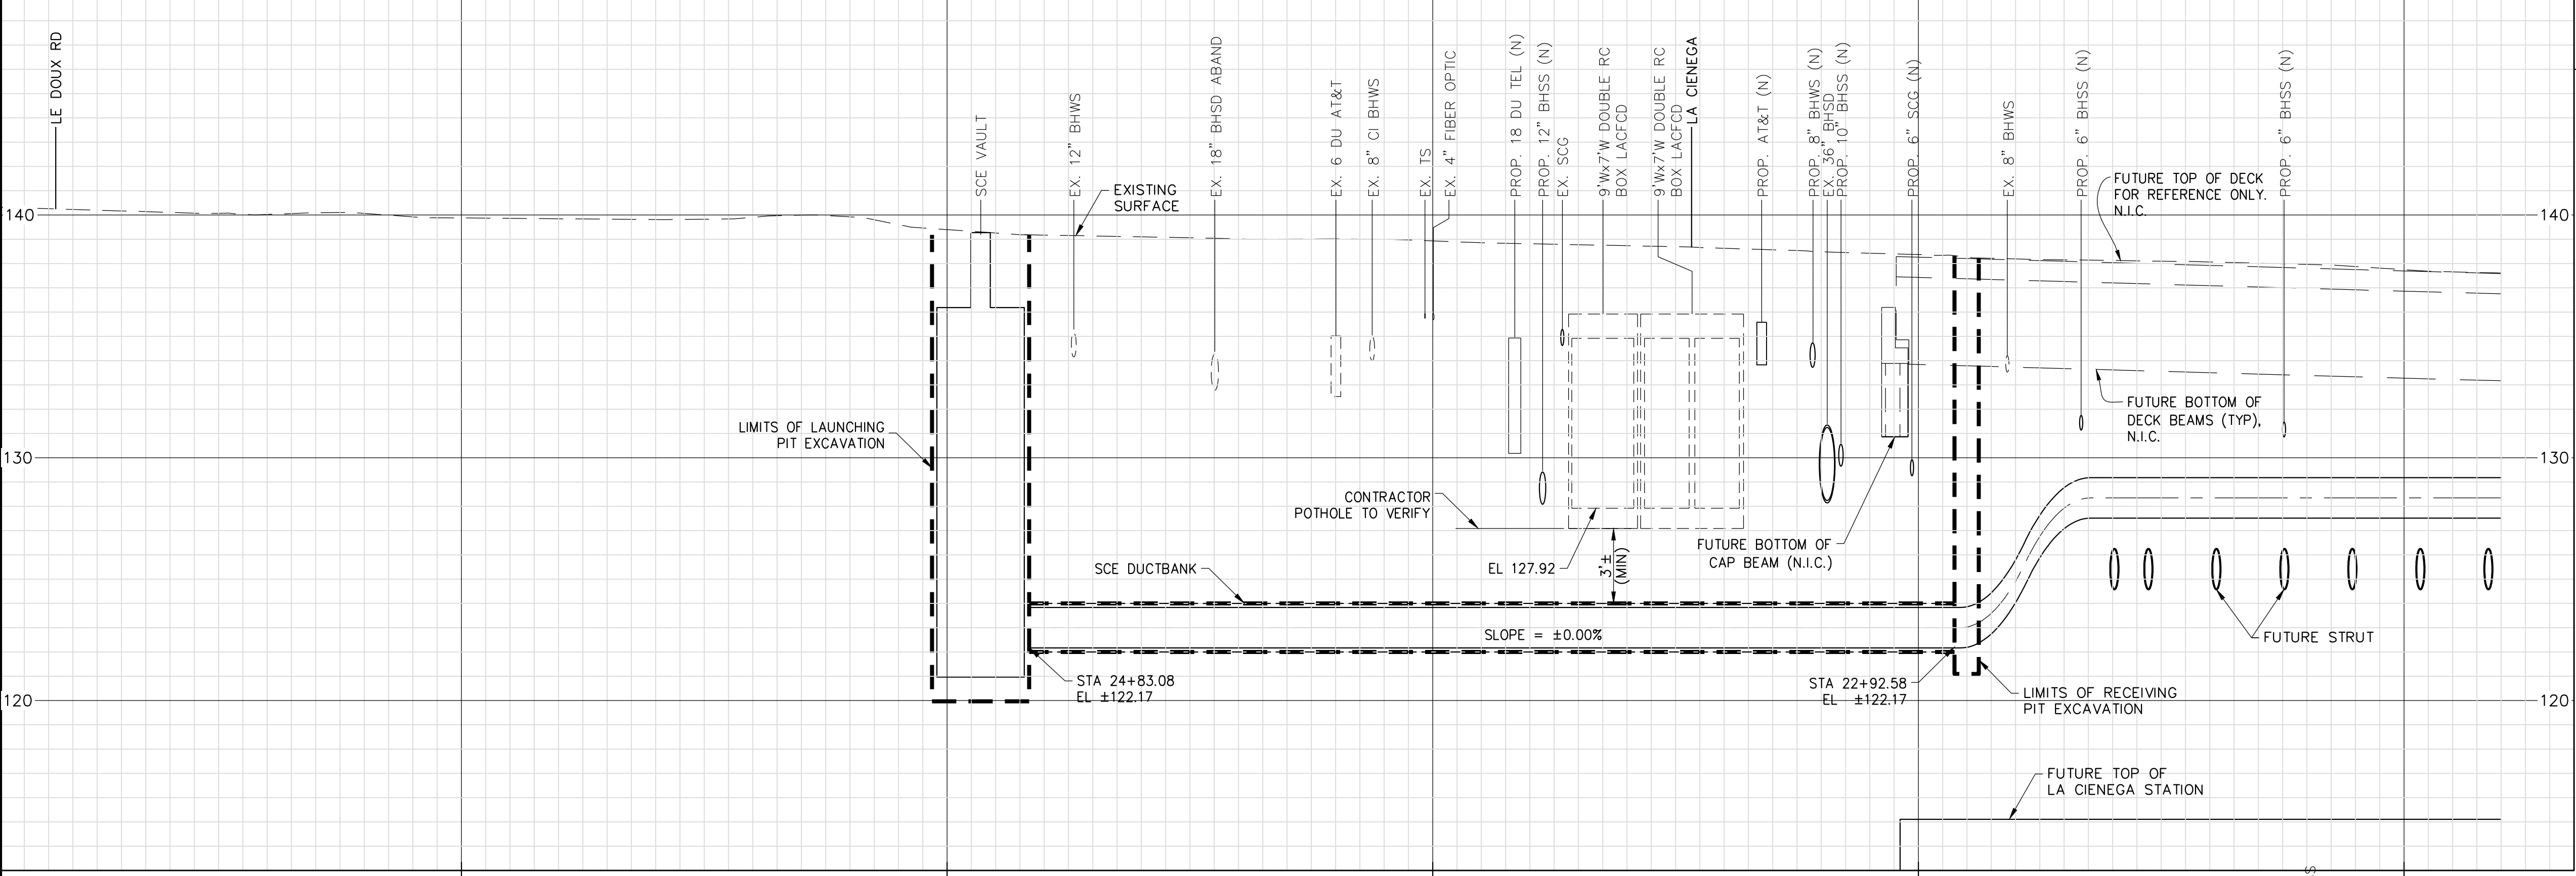 LE DOUX RD
SCE VAULT
EX. 12" BHWS
EX. 18" BHSD ABAND
EX. 6 DU AT&T
EX. 8" CI BHWS
EX. TS
EX. 4" FIBER OPTIC
PROP. 18 DU TEL (N)
PROP. 12" BHSS (N)
EX. SCG
9'Wx7'W DOUBLE RC
BOX LACFCD
9'Wx7'W DOUBLE RC
BOX LACFCD
LA CIENEGA
PROP. AT&T (N)
PROP. 8" BHWS (N)
EX. 36" BHSD
PROP. 10" BHSS (N)
PROP. 6" SCG (N)
EX. 8" BHWS
PROP. 6" BHSS (N)
PROP. 6" BHSS (N)
EXISTING
SURFACE
FUTURE TOP OF DECK
FOR REFERENCE ONLY.
N.I.C.
140
140
LIMITS OF LAUNCHING
PIT EXCAVATION
FUTURE BOTTOM OF
DECK BEAMS (TYP),
N.I.C.
130
130
CONTRACTOR
POTHOLE TO VERIFY
FUTURE BOTTOM OF
CAP BEAM (N.I.C.)
SCE DUCTBANK
EL 127.92
3'±
(MIN)
SLOPE = ±0.00%
FUTURE STRUT
STA 24+83.08
EL ±122.17
STA 22+92.58
EL ±122.17
LIMITS OF RECEIVING
PIT EXCAVATION
120
120
FUTURE TOP OF
LA CIENEGA STATION
S